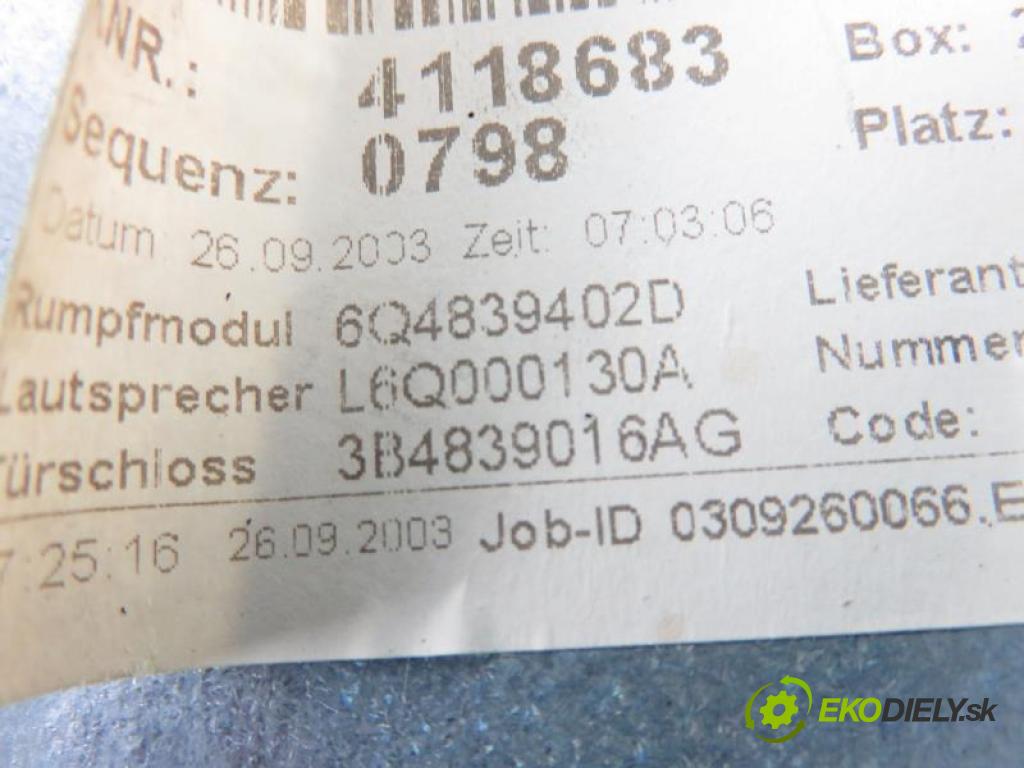 ANR.: 4118683 Box:
Sequenz: 0798 Platz:
Datum 26.09.2003 Zeit: 07:03:06
Rumpfmodul 6Q4839402D Lieferant
Lautsprecher L6Q000130A Nummer
Türschloss 3B4839016AG Code:
7:25:16 26.09.2003 Job-ID 0309260066.E
EKODIELY.sk